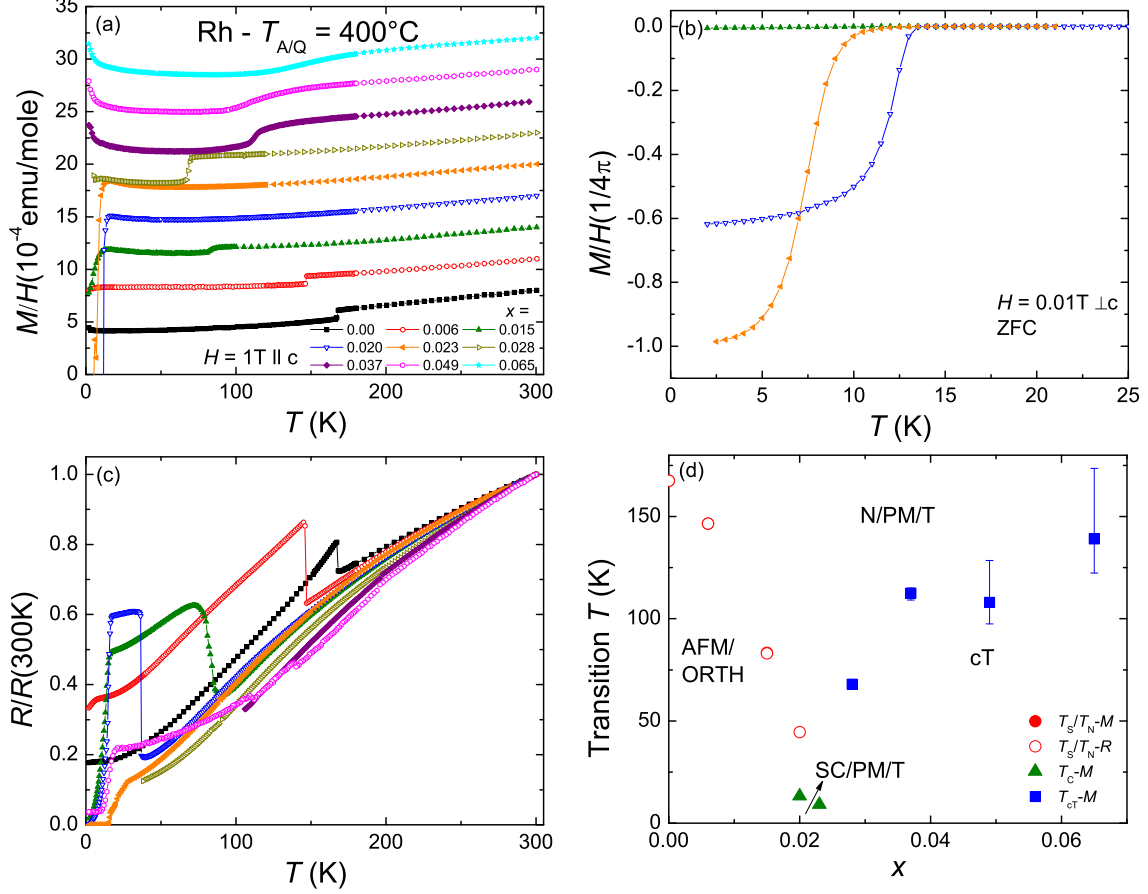 (a)
Rh - T_A/Q = 400°C
M/H(10⁻⁴ emu/mole)
35
30
25
20
15
10
5
0
x =
0.00 0.006 0.015
0.020 0.023 0.028
0.037 0.049 0.065
H = 1T ll c
0 100 200 300
T (K)
(b)
M/H(1/4π)
0.0
-0.2
-0.4
-0.6
-0.8
-1.0
H = 0.01T ⊥c
ZFC
0 5 10 15 20 25
T (K)
(c)
R/R(300K)
1.0
0.8
0.6
0.4
0.2
0.0
0 100 200 300
T (K)
(d)
Transition T (K)
150
100
50
0
N/PM/T
AFM/
ORTH
cT
SC/PM/T
T_S/T_N-M
T_S/T_N-R
T_C-M
T_cT-M
0.00 0.02 0.04 0.06
x